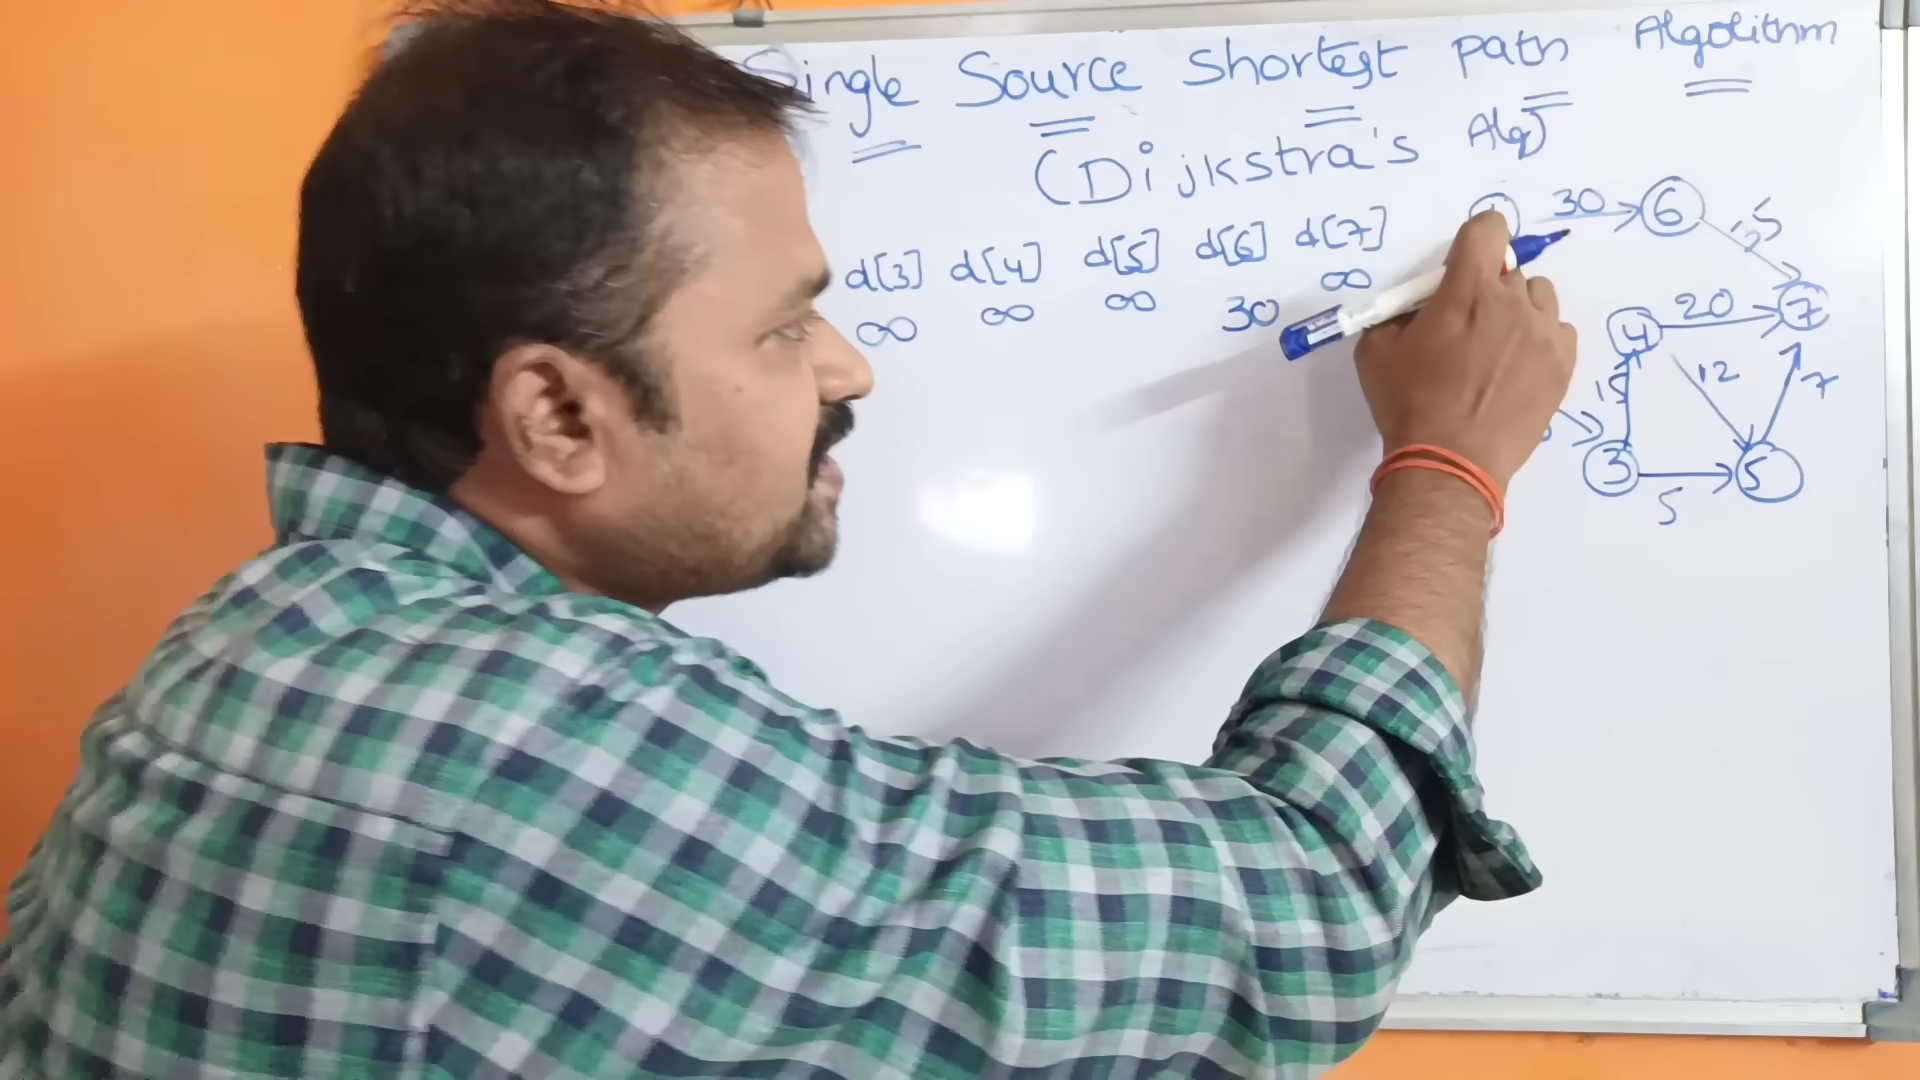 Single Source Shortest Path Algorithm
(Dijkstra's Alg)
d[3] d[4] d[5] d[6] d[7]
∞ ∞ ∞ 30 ∞
30 6
4 20 7
15 12 7
3 5
5